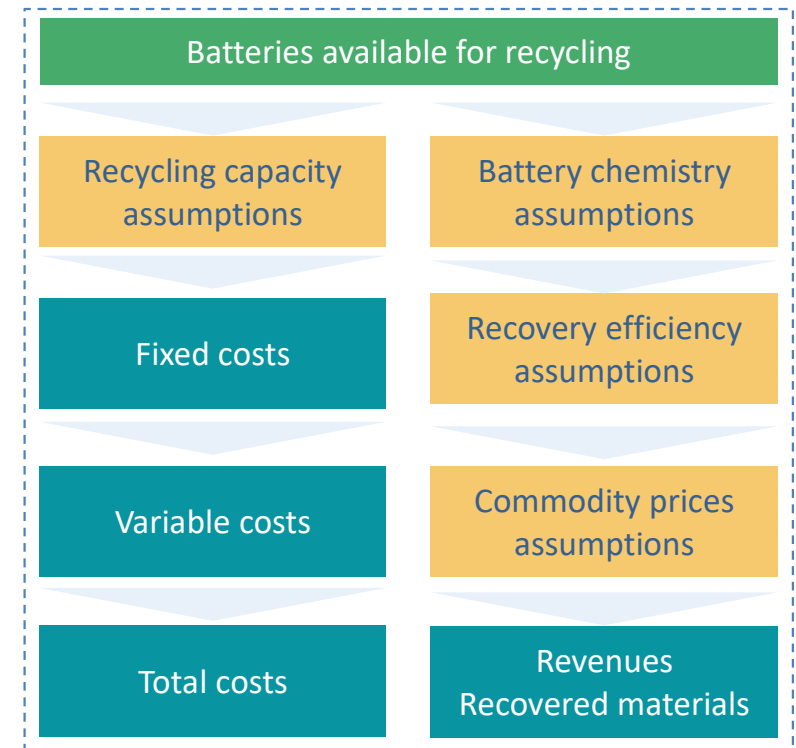 Batteries available for recycling
Recycling capacity
assumptions
Battery chemistry
assumptions
Fixed costs
Recovery efficiency
assumptions
Variable costs
Commodity prices
assumptions
Total costs
Revenues
Recovered materials